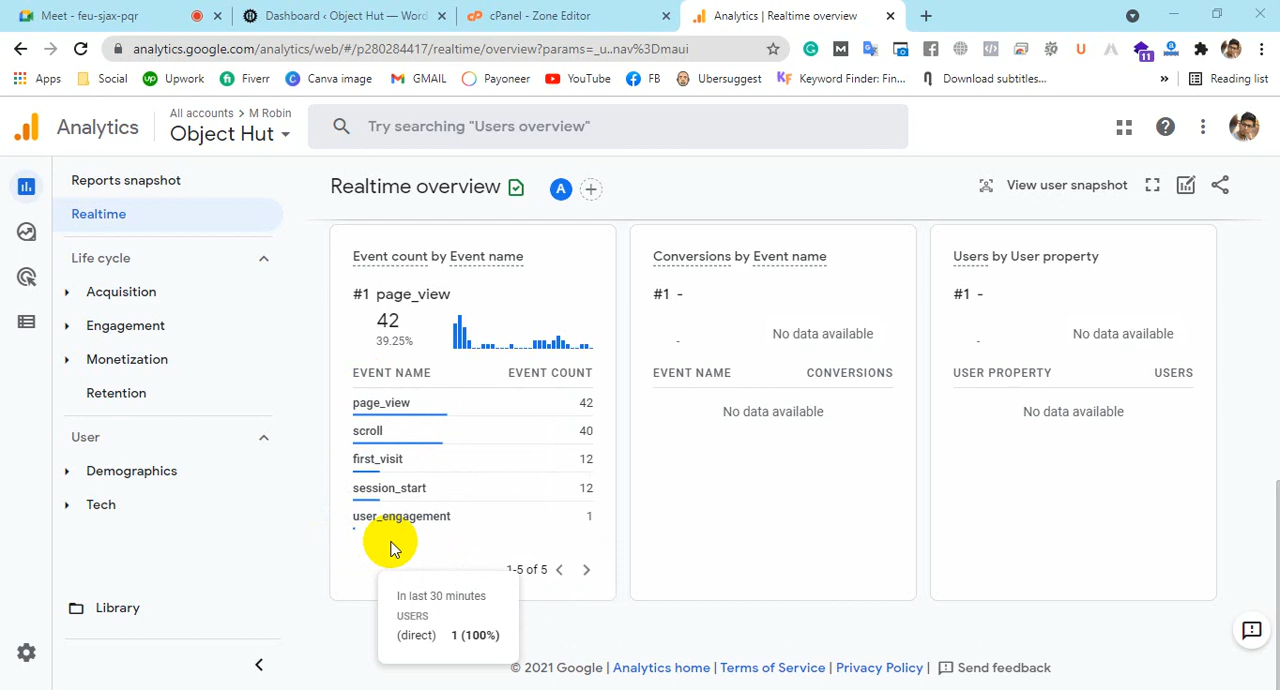 Meet - feu-sjax-pqr
Dashboard ‹ Object Hut — Word
cPanel - Zone Editor
Analytics | Realtime overview
analytics.google.com/analytics/web/#/p280284417/realtime/overview?params=_u..nav%3Dmaui
11
Apps Social Upwork Fiverr Canva image GMAIL Payoneer YouTube FB Ubersuggest Keyword Finder: Fin... Download subtitles... » Reading list
Analytics
All accounts > M Robin
Object Hut
Try searching "Users overview"
Reports snapshot
Realtime
Life cycle
Acquisition
Engagement
Monetization
Retention
User
Demographics
Tech
Library
Realtime overview
A
View user snapshot
Event count by Event name
#1 page_view
42
39.25%
EVENT NAME EVENT COUNT
page_view 42
scroll 40
first_visit 12
session_start 12
user_engagement 1
1-5 of 5
In last 30 minutes
USERS
(direct) 1 (100%)
Conversions by Event name
#1 -
-
No data available
EVENT NAME CONVERSIONS
No data available
Users by User property
#1 -
-
No data available
USER PROPERTY USERS
No data available
© 2021 Google | Analytics home | Terms of Service | Privacy Policy | Send feedback